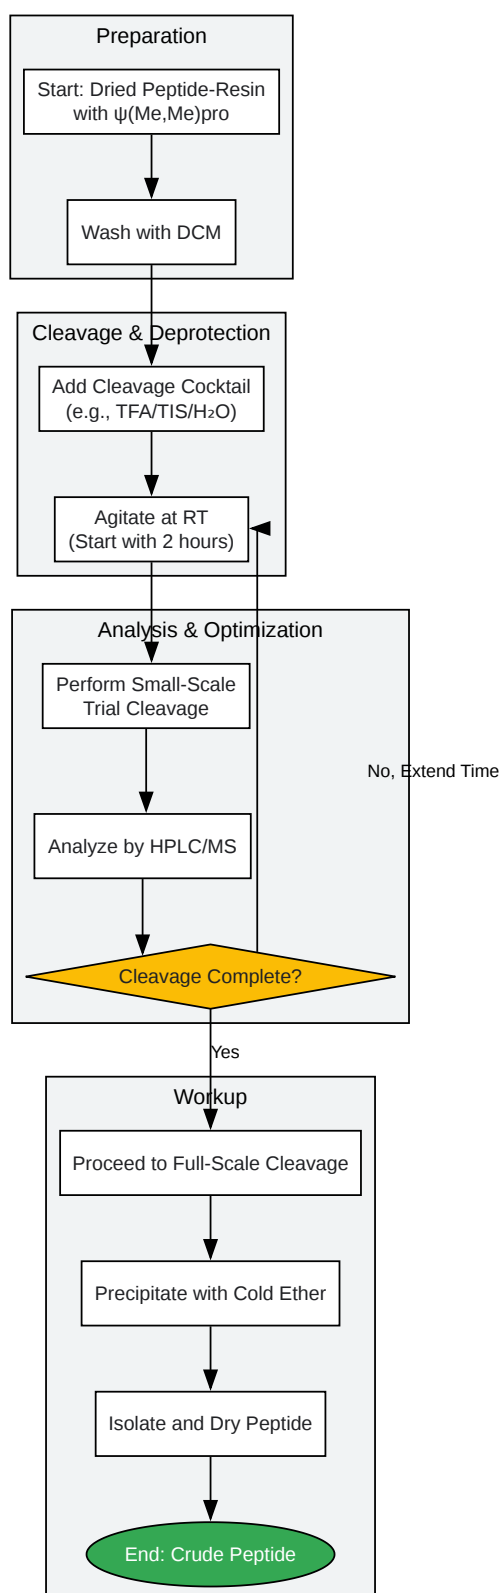 Preparation
Start: Dried Peptide-Resin
with ψ(Me,Me)pro
Wash with DCM
Cleavage & Deprotection
Add Cleavage Cocktail
(e.g., TFA/TIS/H₂O)
Agitate at RT
(Start with 2 hours)
Analysis & Optimization
Perform Small-Scale
Trial Cleavage
No, Extend Time
Analyze by HPLC/MS
Cleavage Complete?
Yes
Workup
Proceed to Full-Scale Cleavage
Precipitate with Cold Ether
Isolate and Dry Peptide
End: Crude Peptide